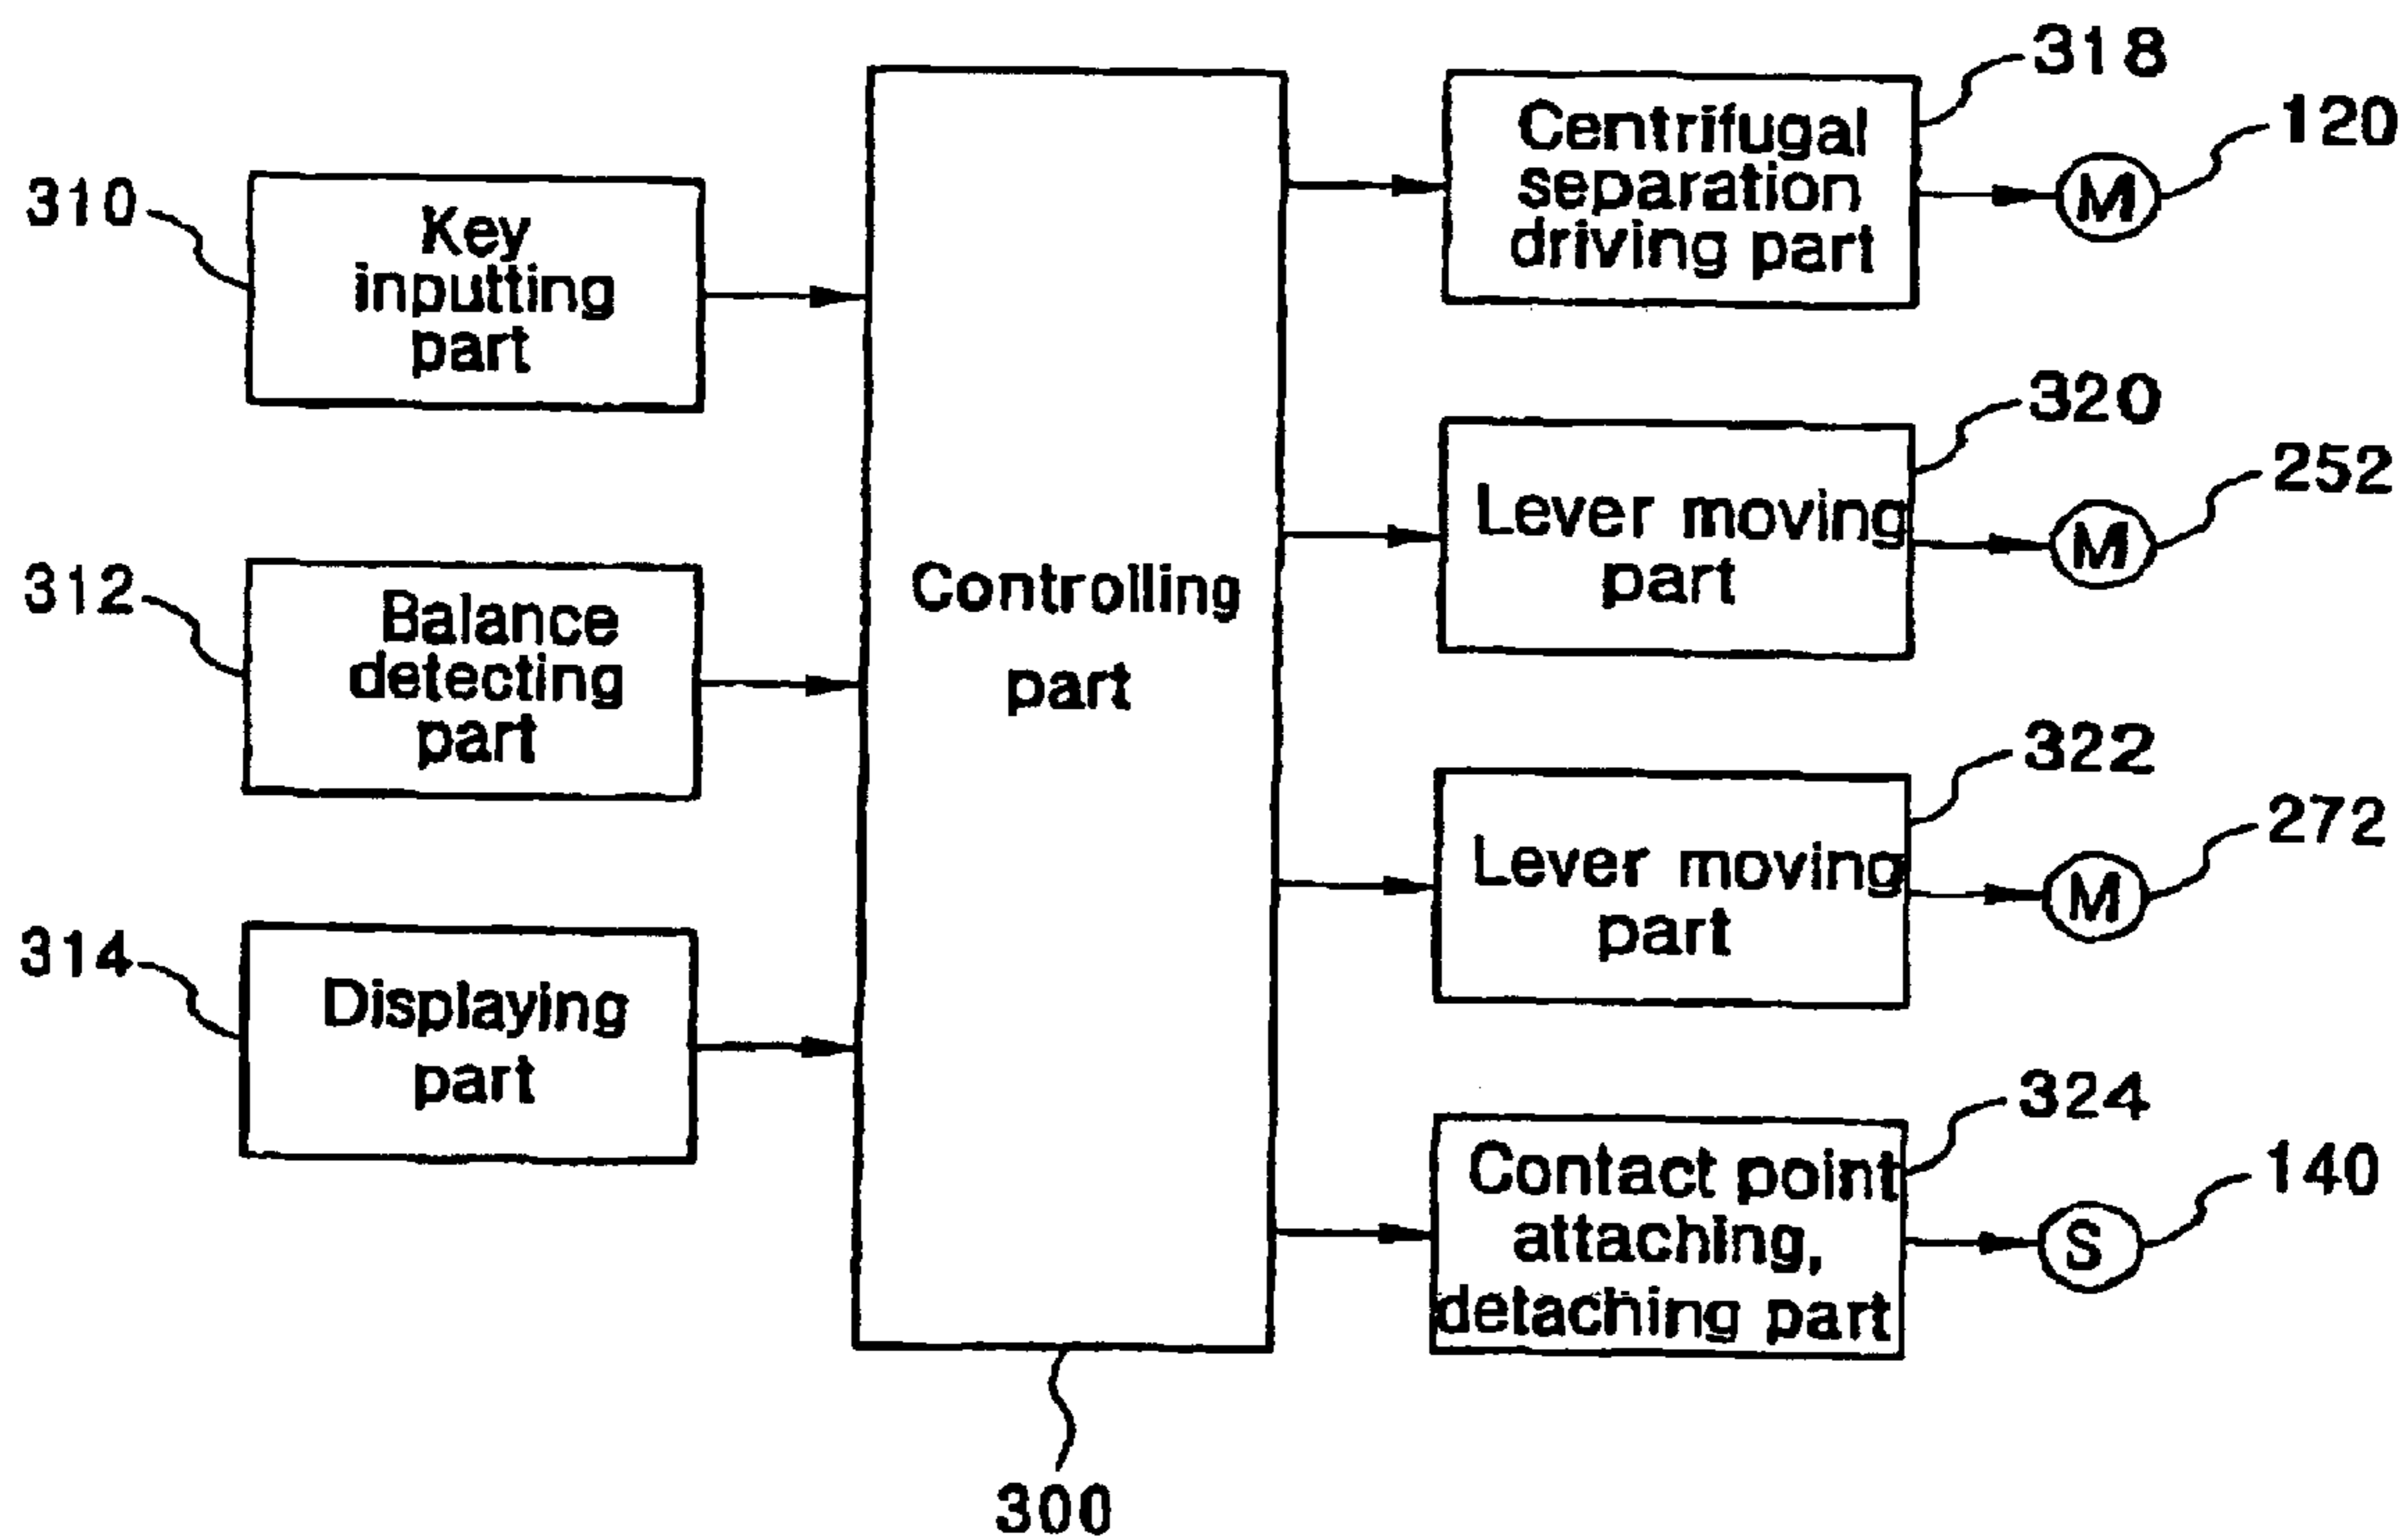 310
Key
inputting
part
312
Balance
detecting
part
314
Displaying
part
Controlling
part
300
318
Centrifugal
separation
driving part
M
120
320
Lever moving
part
M
252
322
Lever moving
part
M
272
324
Contact point
attaching,
detaching part
S
140